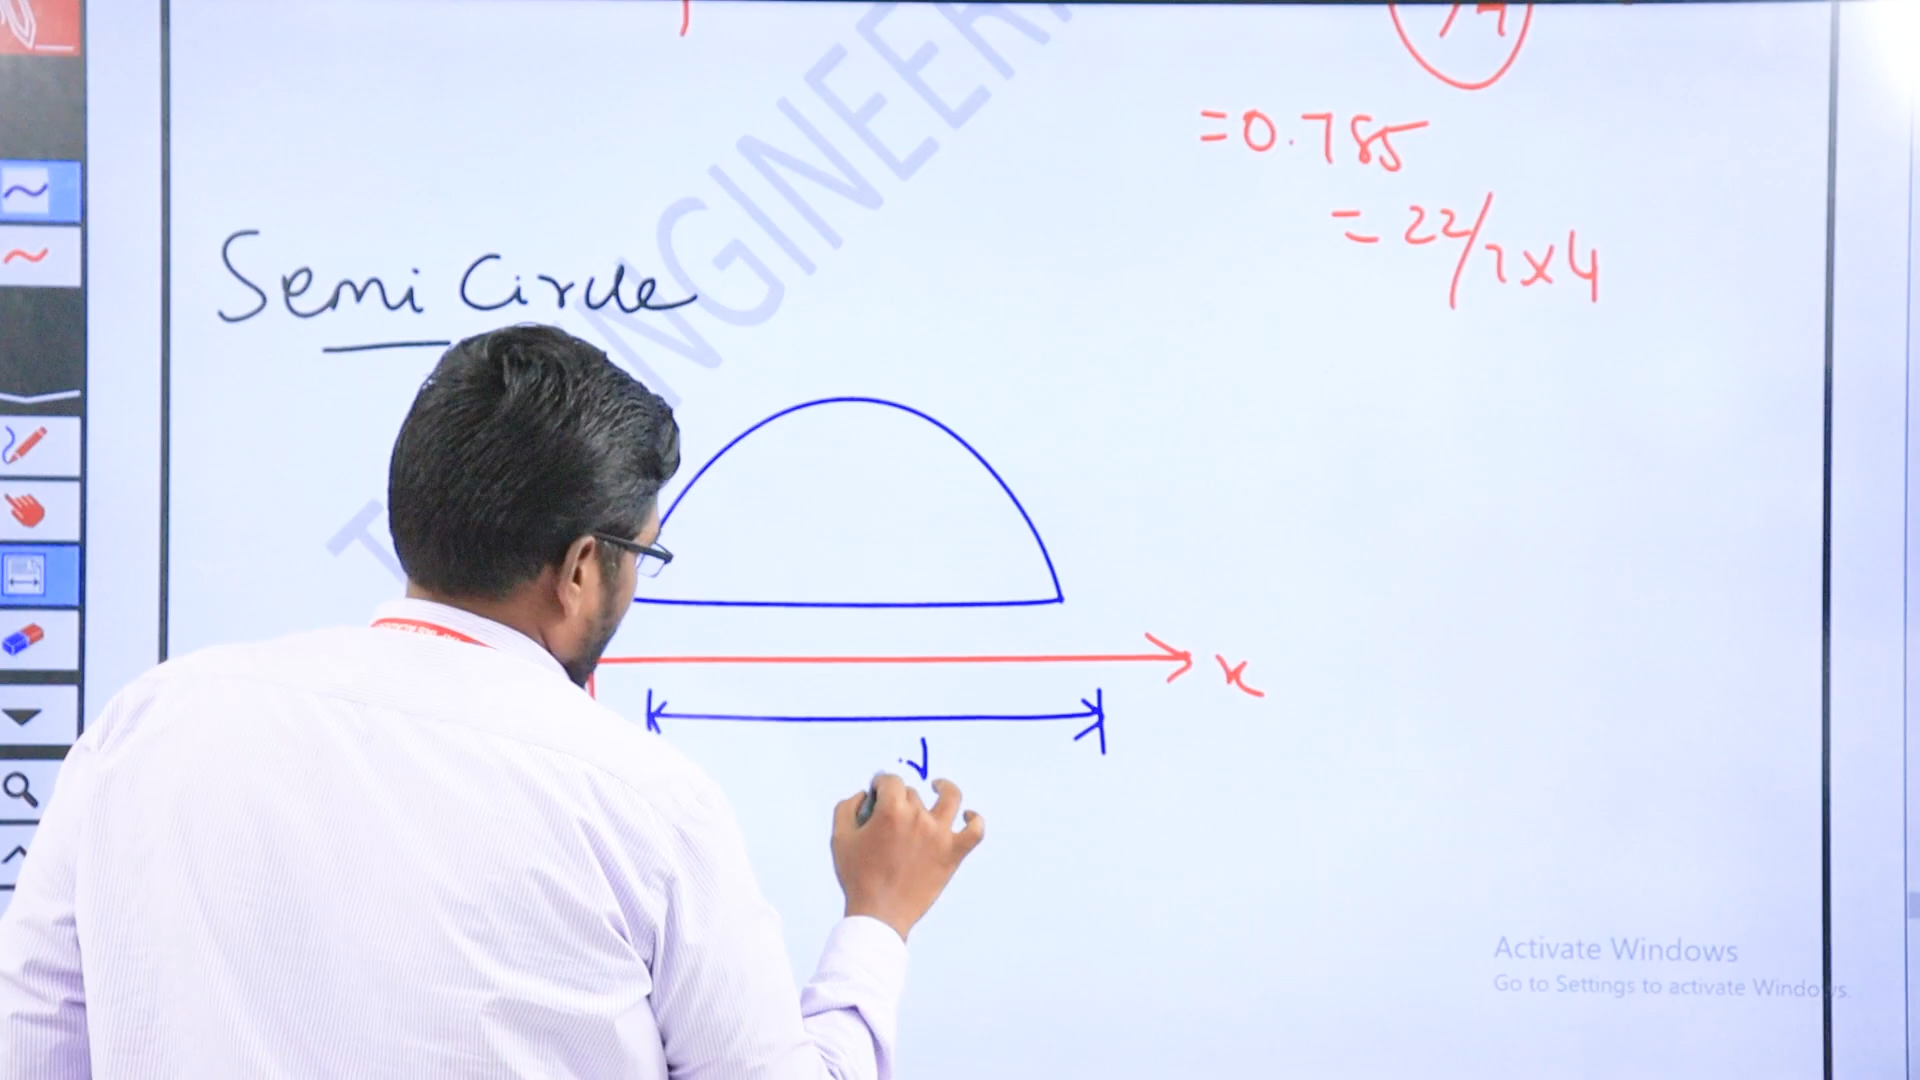 = 0.785
= 22/7x4
Semi Circle
x
d
Activate Windows
Go to Settings to activate Windows.